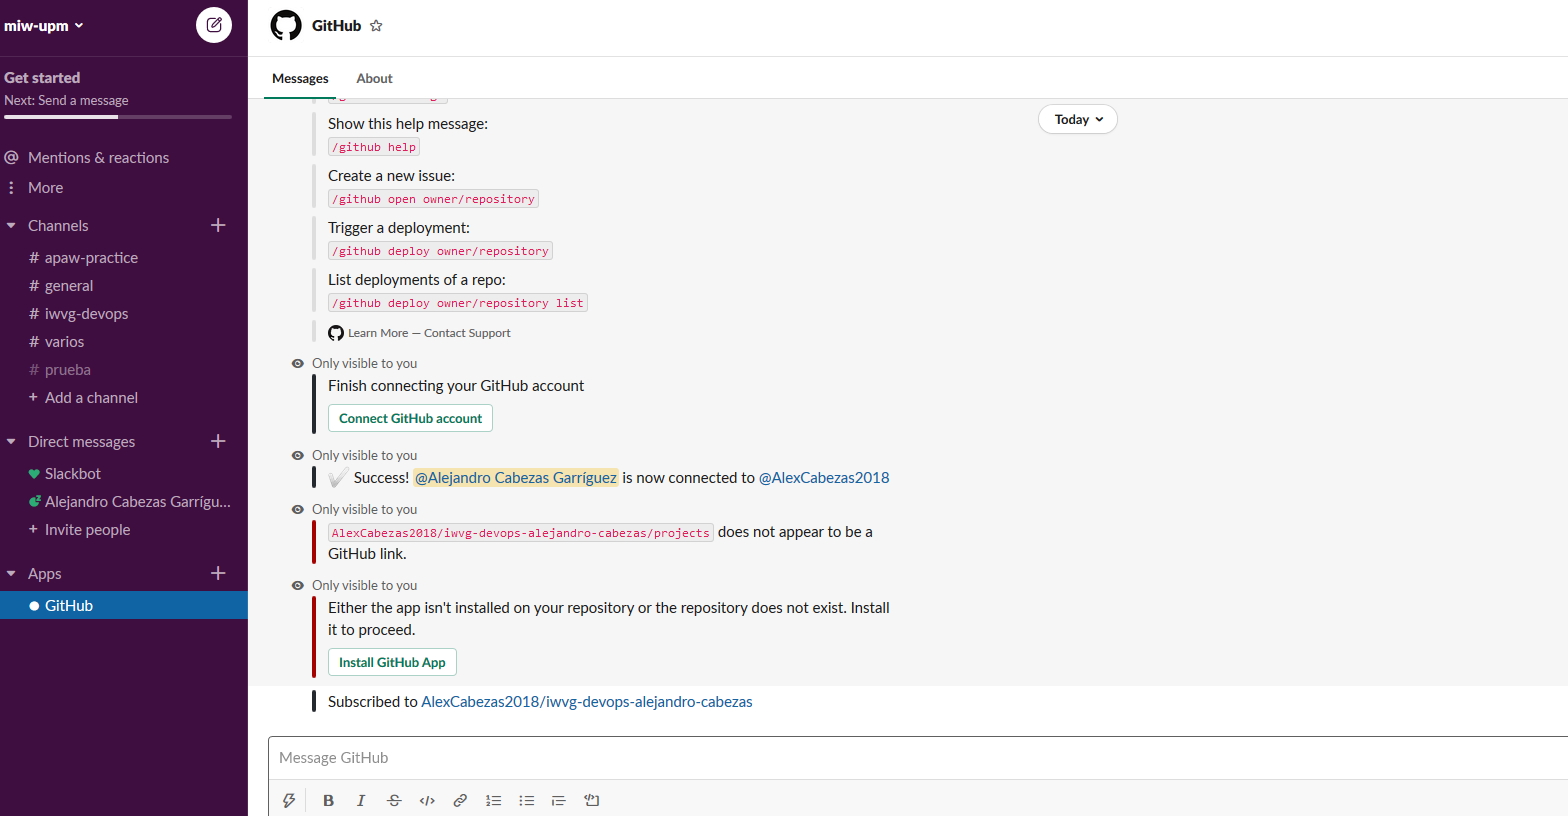 miw-upm
Get started
Next: Send a message
Mentions & reactions
More
Channels
# apaw-practice
# general
# iwvg-devops
# varios
# prueba
+ Add a channel
Direct messages
Slackbot
Alejandro Cabezas Garrígu...
+ Invite people
Apps
GitHub
GitHub
Messages
About
Today
Show this help message:
/github help
Create a new issue:
/github open owner/repository
Trigger a deployment:
/github deploy owner/repository
List deployments of a repo:
/github deploy owner/repository list
Learn More — Contact Support
Only visible to you
Finish connecting your GitHub account
Connect GitHub account
Only visible to you
Success! @Alejandro Cabezas Garríguez is now connected to @AlexCabezas2018
Only visible to you
AlexCabezas2018/iwvg-devops-alejandro-cabezas/projects does not appear to be a
GitHub link.
Only visible to you
Either the app isn't installed on your repository or the repository does not exist. Install
it to proceed.
Install GitHub App
Subscribed to AlexCabezas2018/iwvg-devops-alejandro-cabezas
Message GitHub